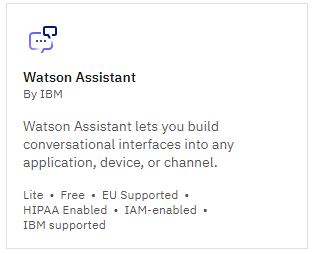 Watson Assistant
By IBM
Watson Assistant lets you build
conversational interfaces into any
application, device, or channel.
Lite • Free • EU Supported •
HIPAA Enabled • IAM-enabled •
IBM supported